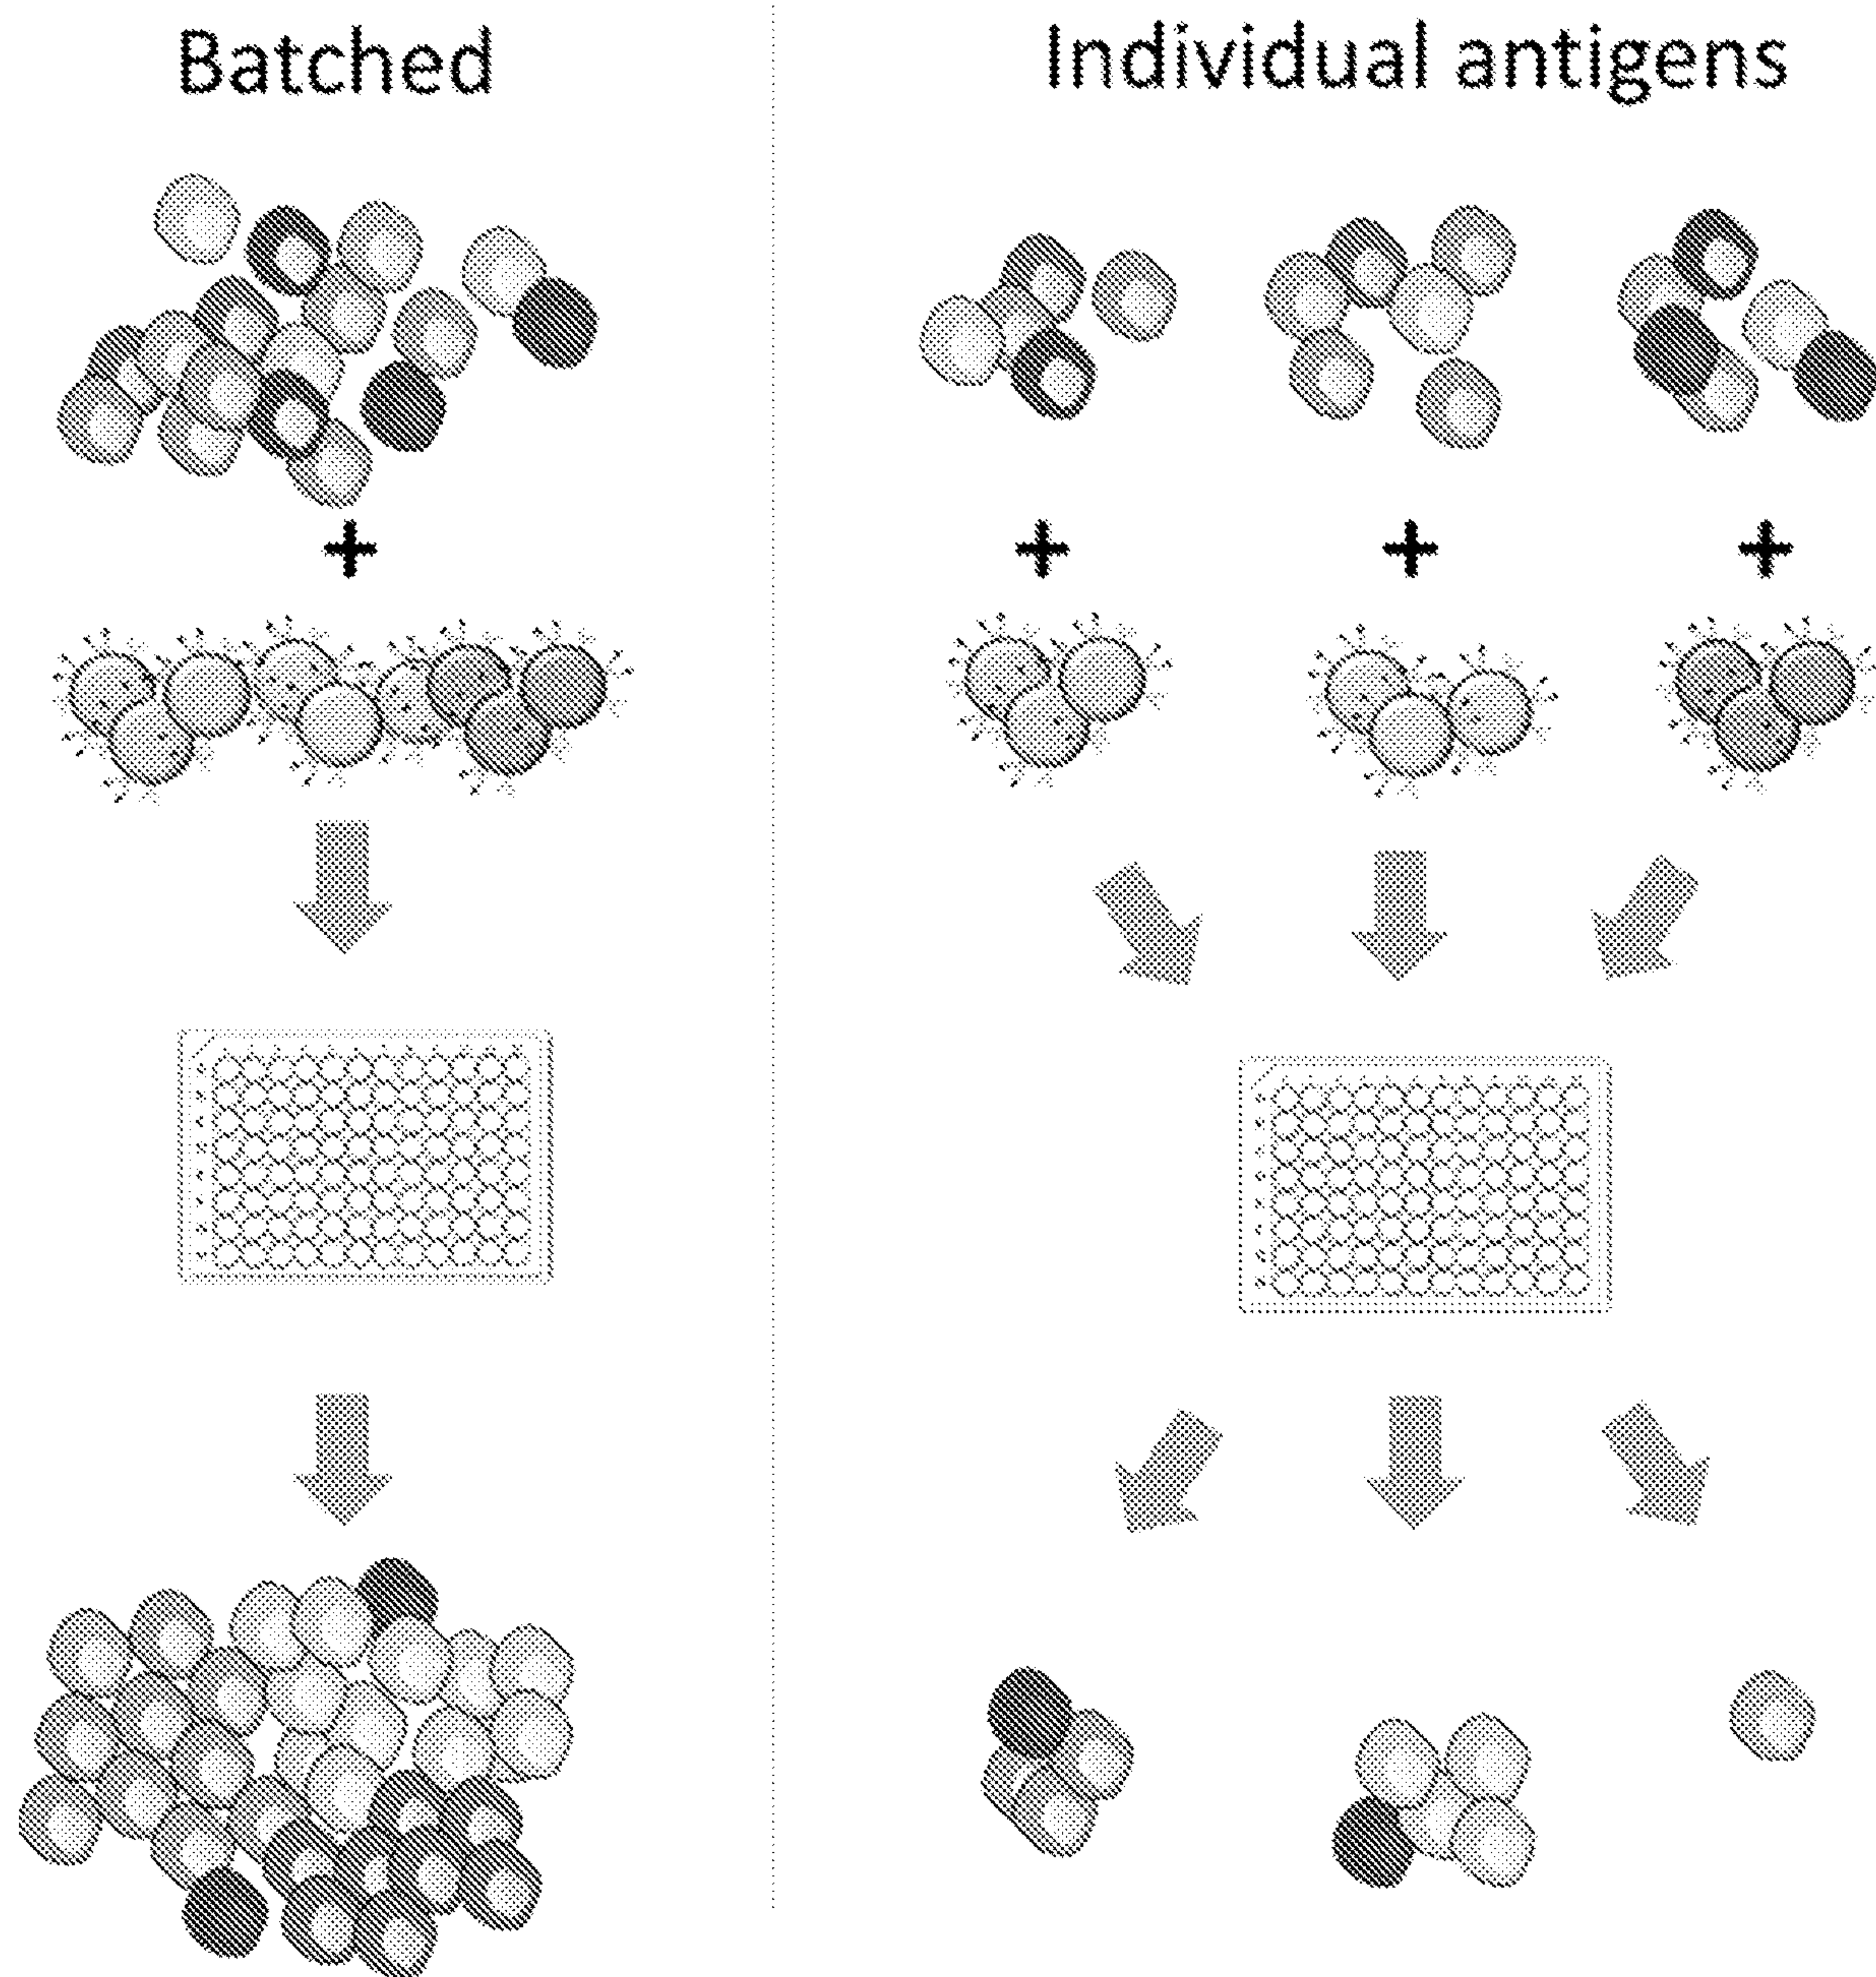 Batched
Individual antigens
+
+
+
+